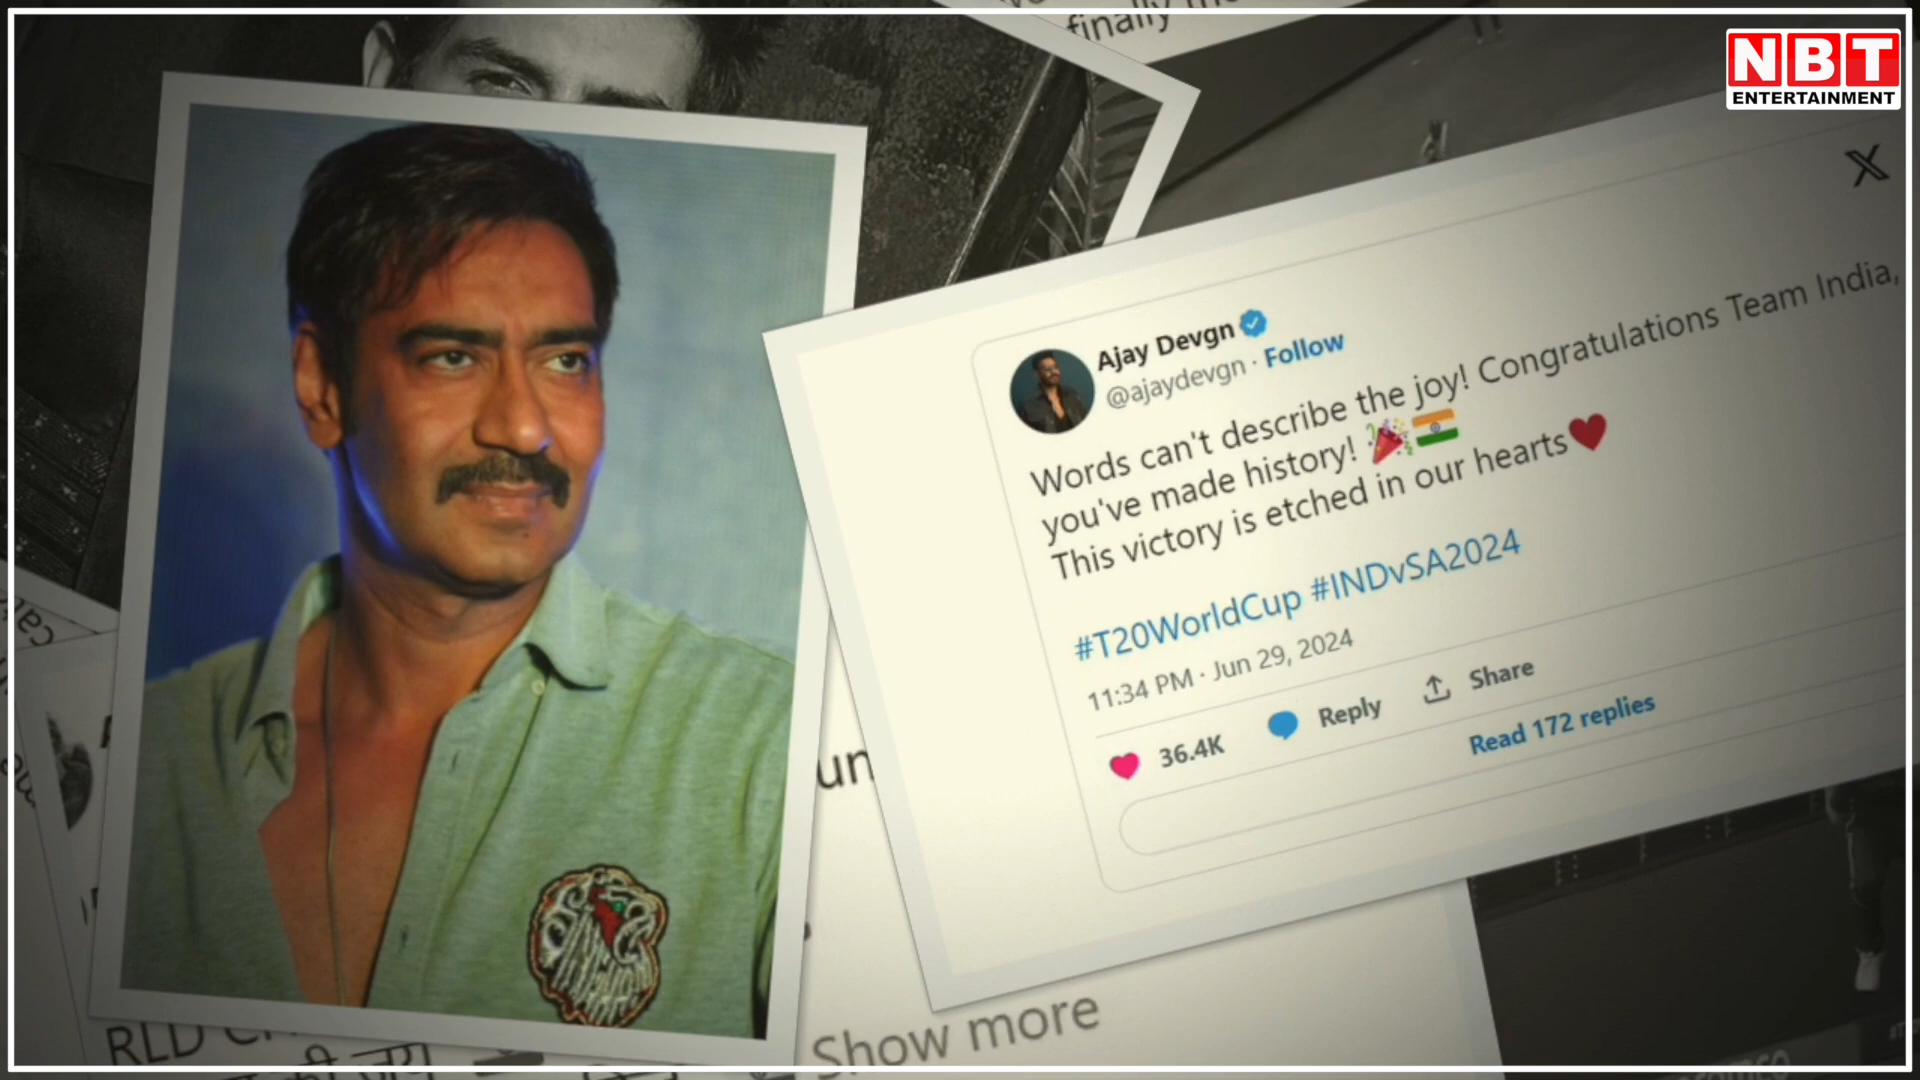 finally
NBT
ENTERTAINMENT
Ajay Devgn
@ajaydevgn · Follow
Words can't describe the joy! Congratulations Team India,
you've made history! 🎉🇮🇳
This victory is etched in our hearts❤️
#T20WorldCup #INDvSA2024
11:34 PM · Jun 29, 2024
36.4K Reply Share
Read 172 replies
un
Show more
RLD